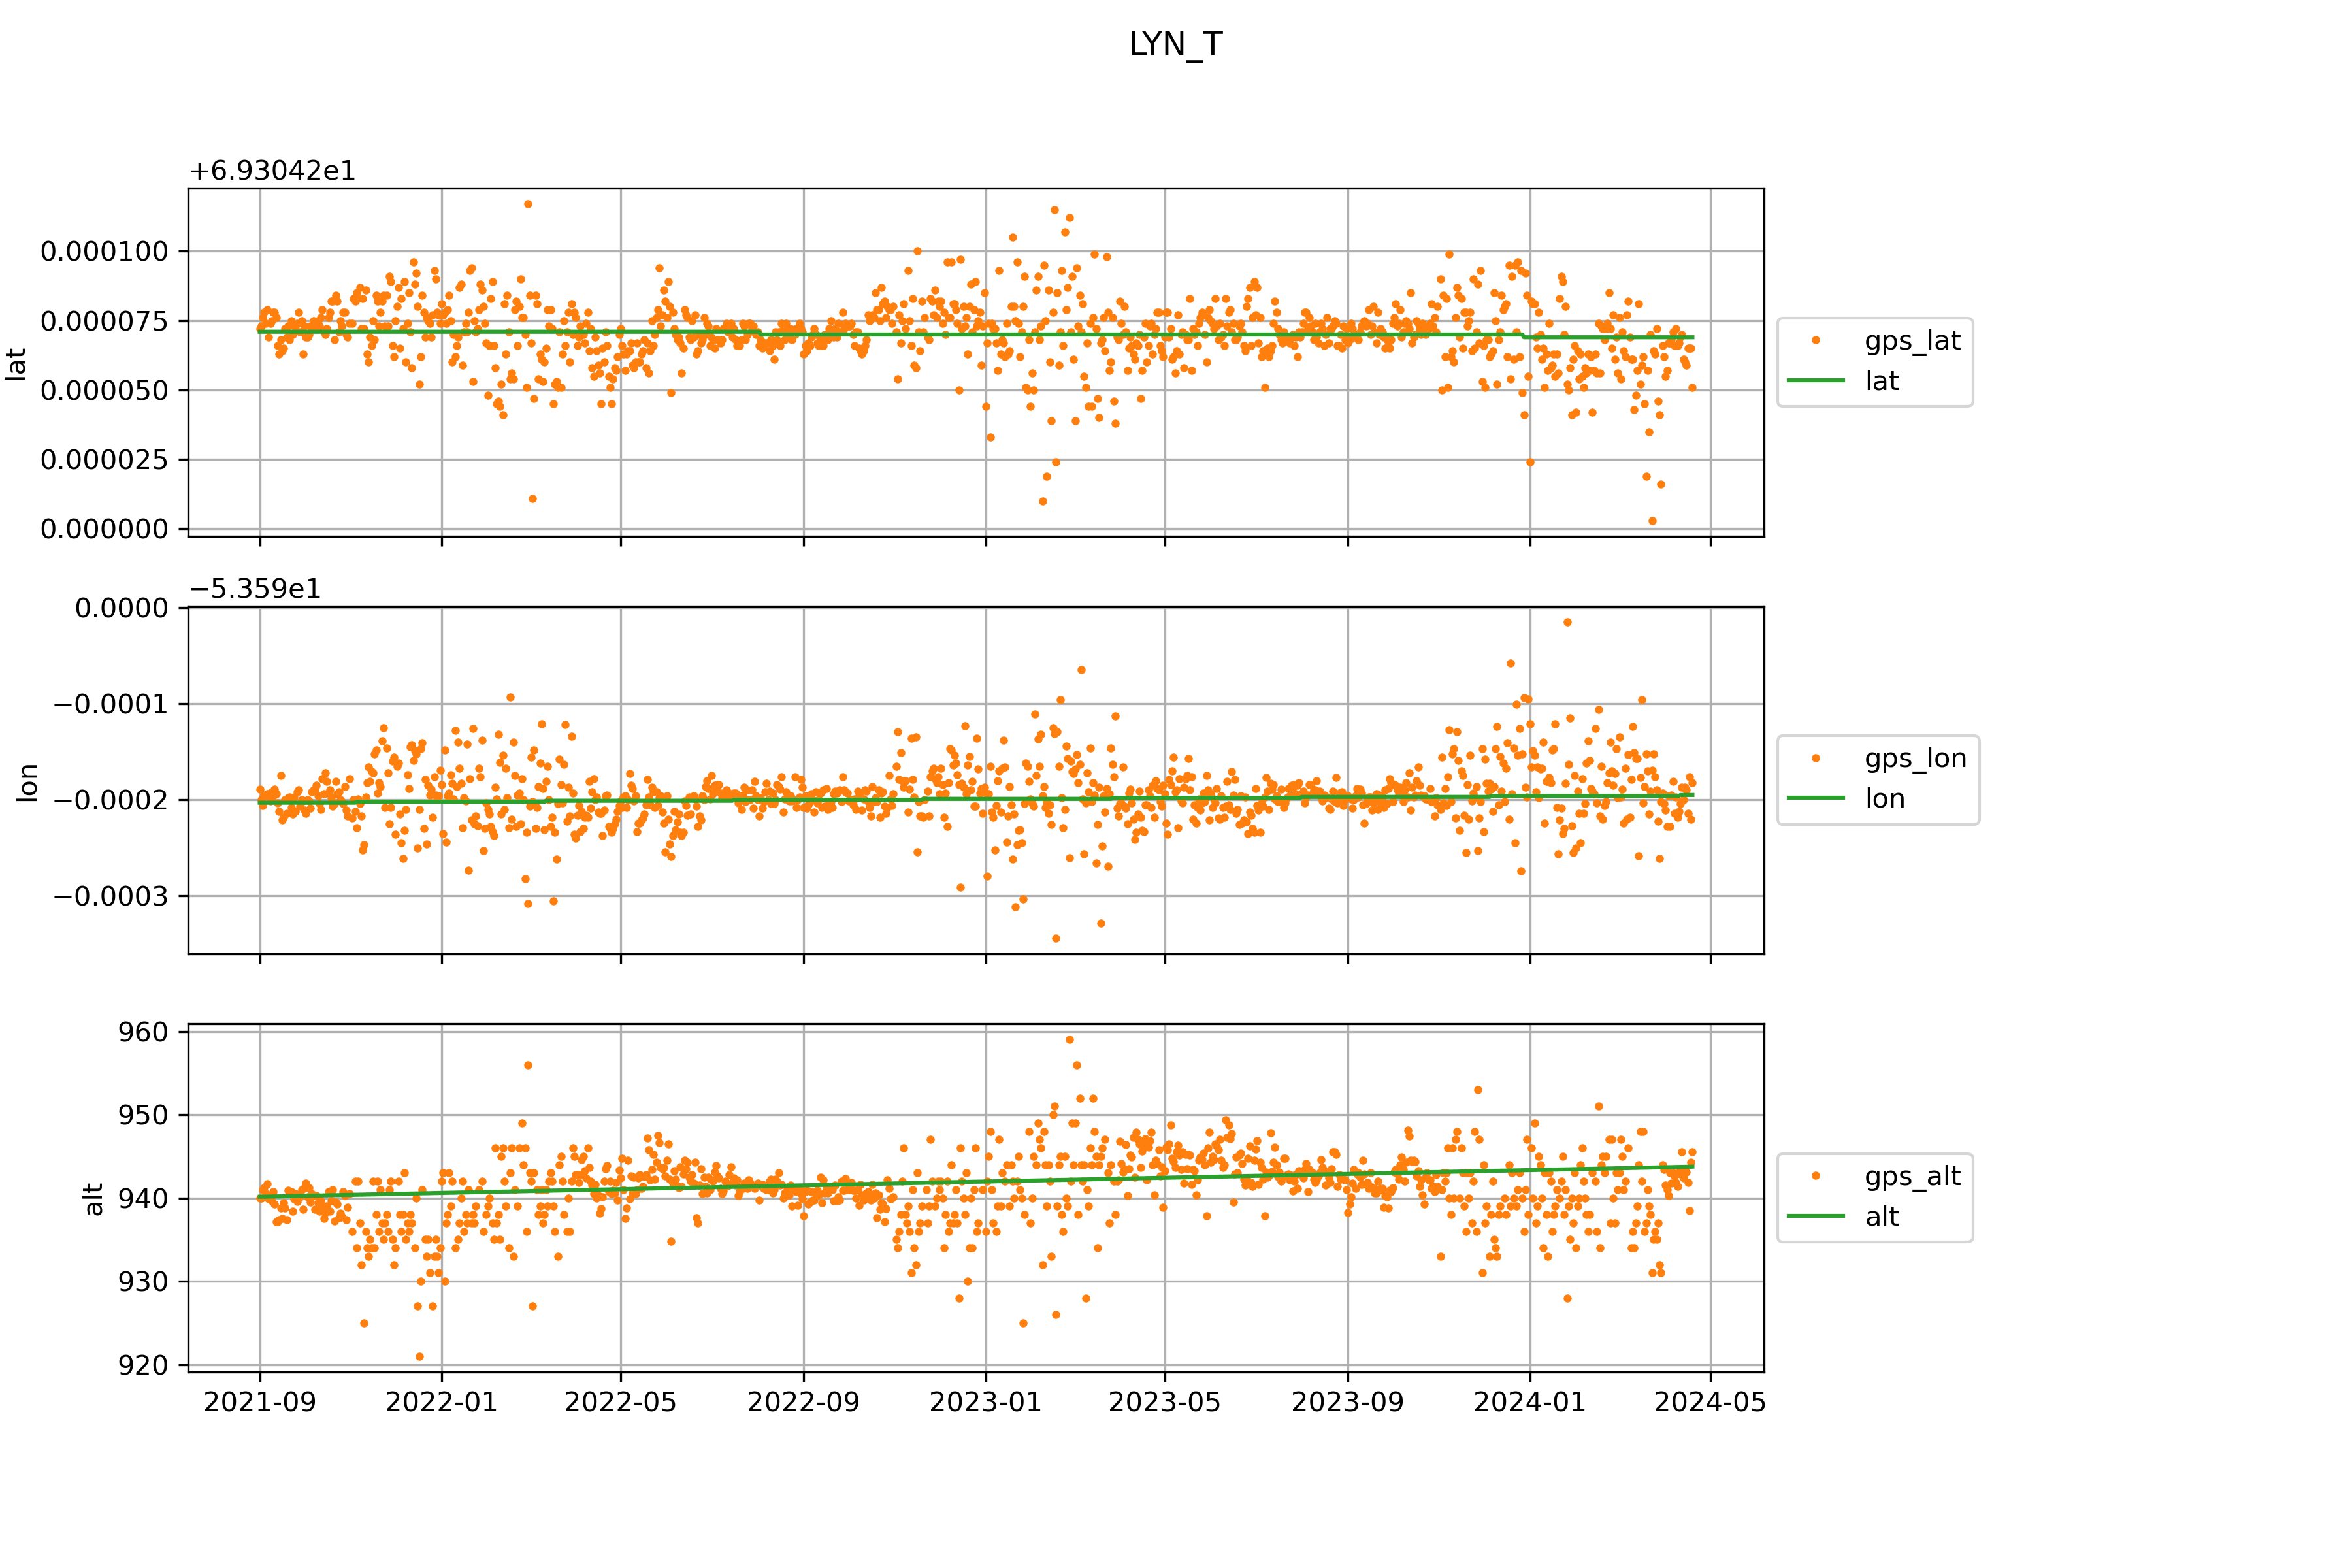 LYN_T
+6.93042e1
0.000100
0.000075
0.000050
0.000025
0.000000
lat
gps_lat
lat
−5.359e1
0.0000
−0.0001
−0.0002
−0.0003
lon
gps_lon
lon
960
950
940
930
920
alt
gps_alt
alt
2021-09 2022-01 2022-05 2022-09 2023-01 2023-05 2023-09 2024-01 2024-05